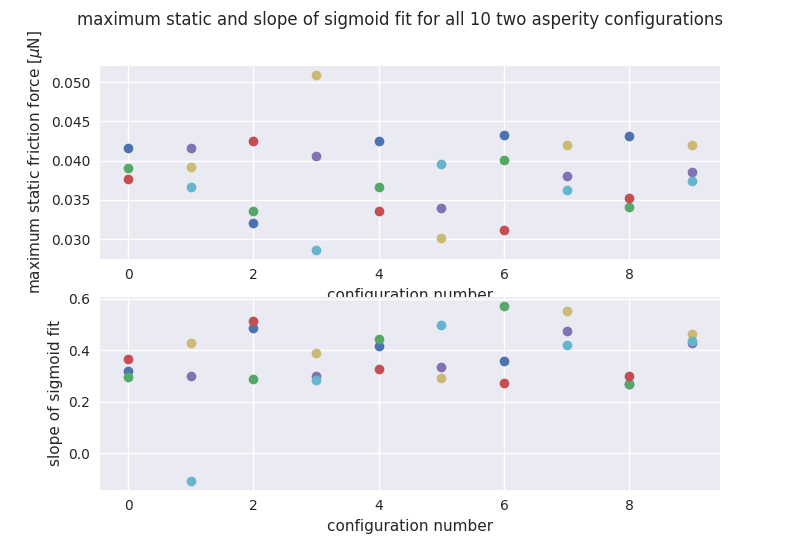 maximum static and slope of sigmoid fit for all 10 two asperity configurations
maximum static friction force [μN]
0.050
0.045
0.040
0.035
0.030
0 2 4 6 8
configuration number
slope of sigmoid fit
0.6
0.4
0.2
0.0
0 2 4 6 8
configuration number